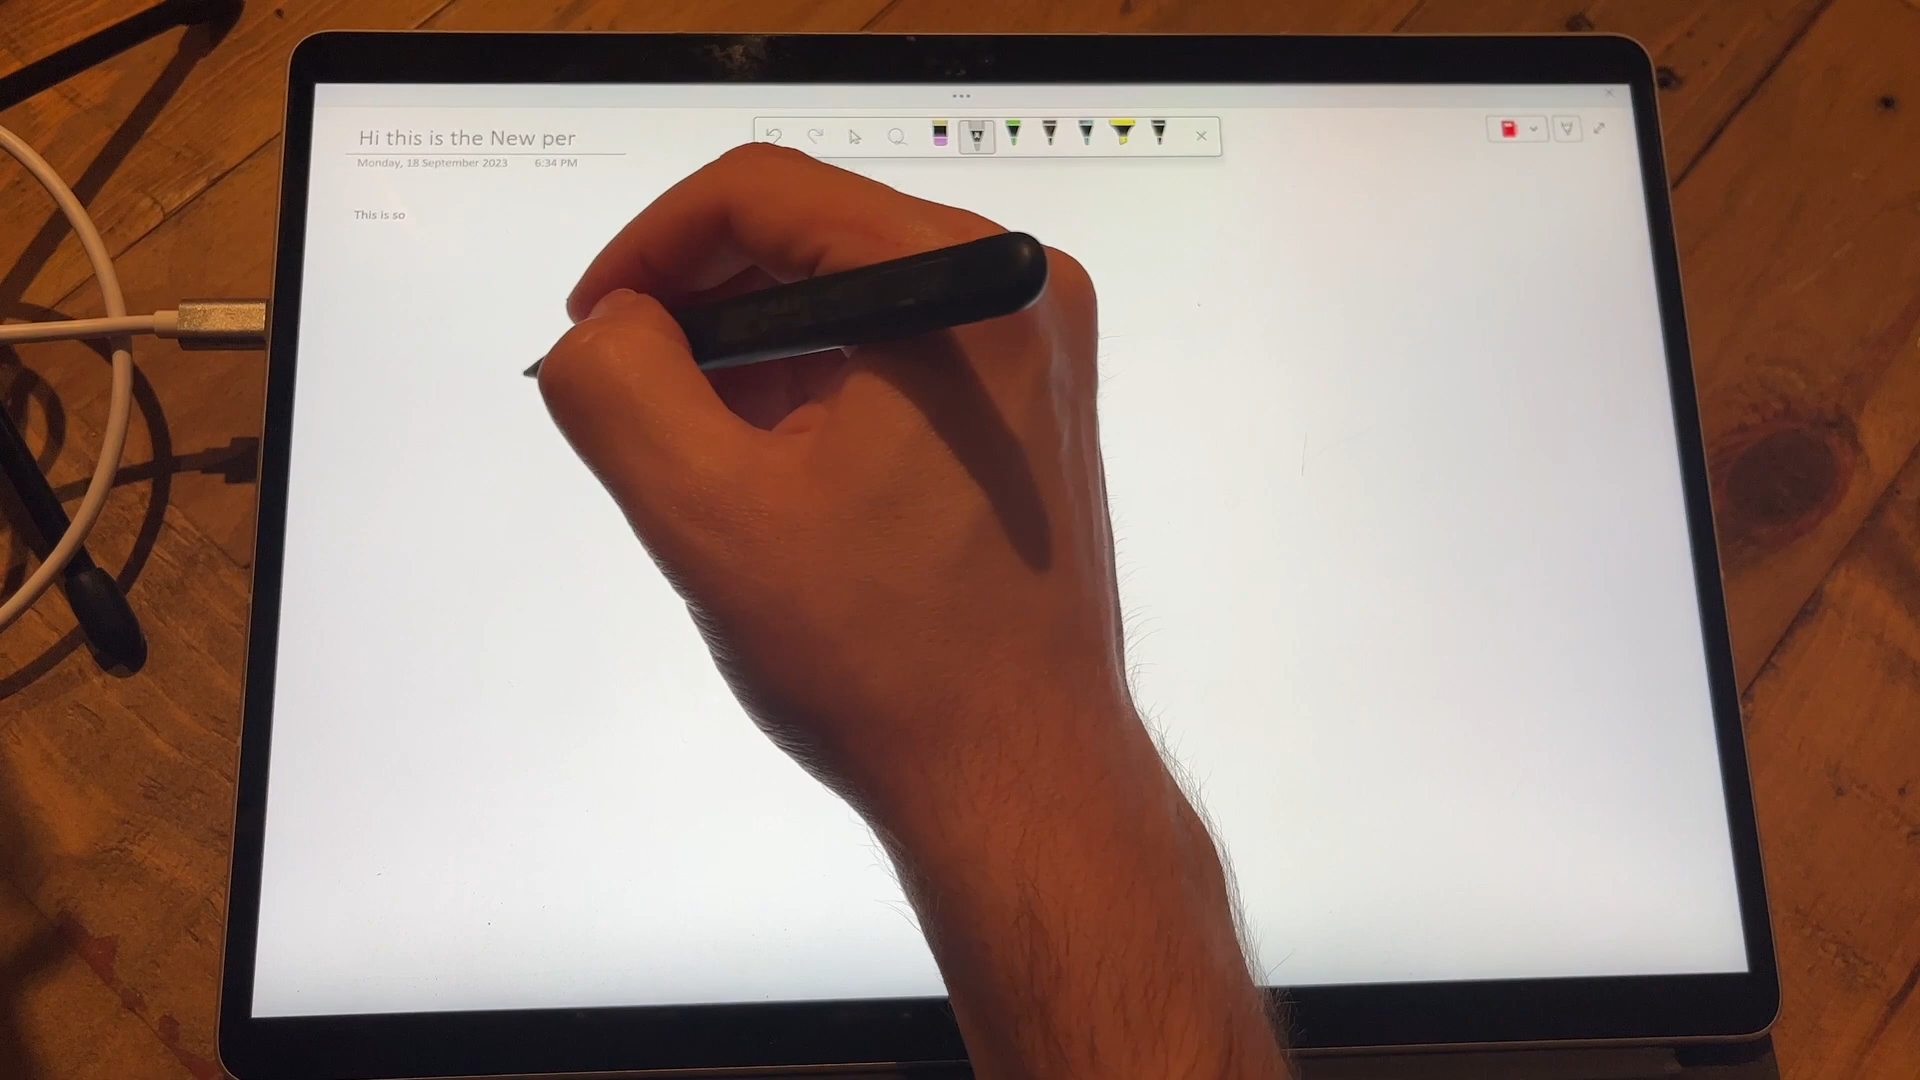 Hi this is the New per
Monday, 18 September 2023 6:34 PM
This is so